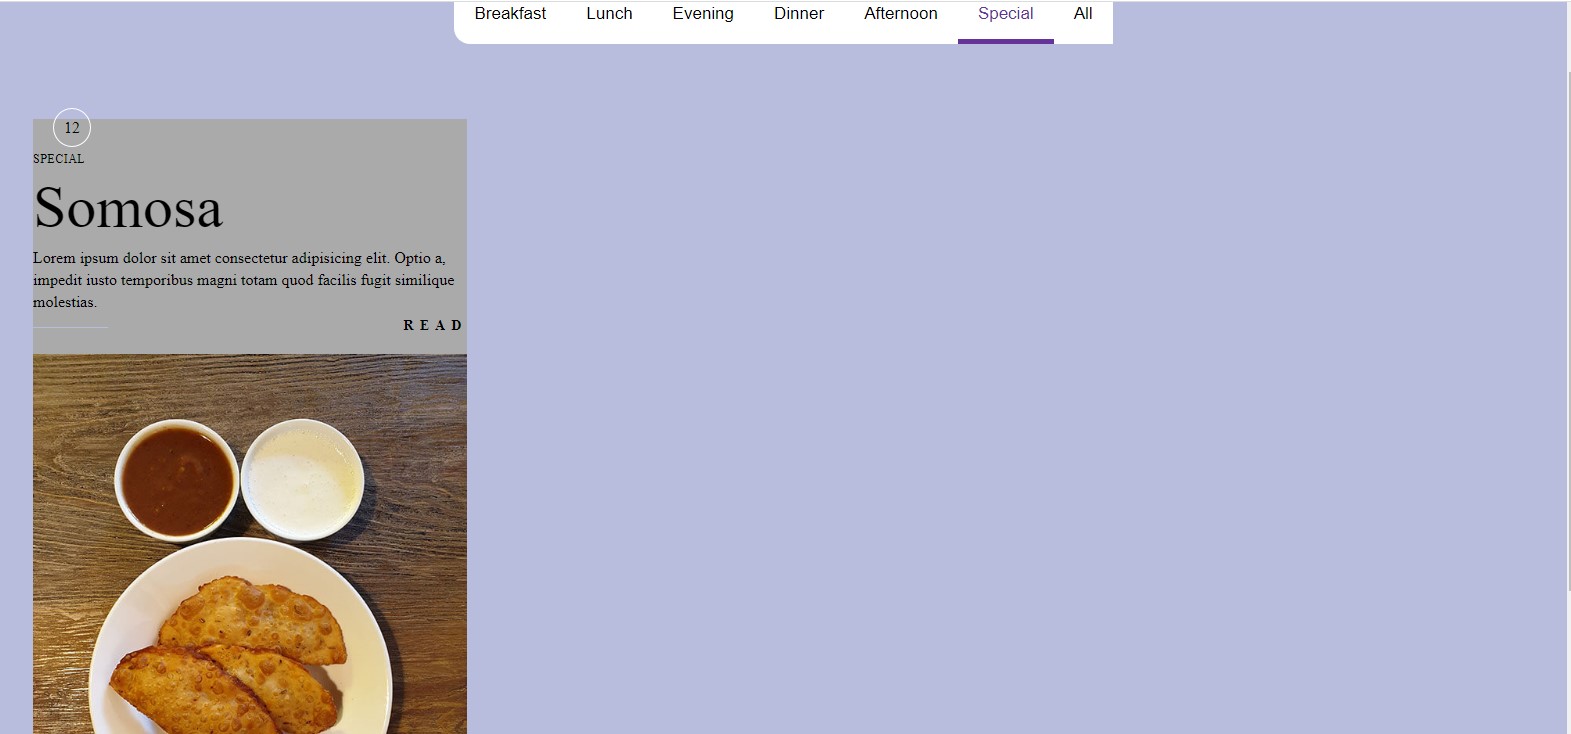 Breakfast Lunch Evening Dinner Afternoon Special All
12
SPECIAL
Somosa
Lorem ipsum dolor sit amet consectetur adipisicing elit. Optio a,
impedit iusto temporibus magni totam quod facilis fugit similique
molestias.
READ